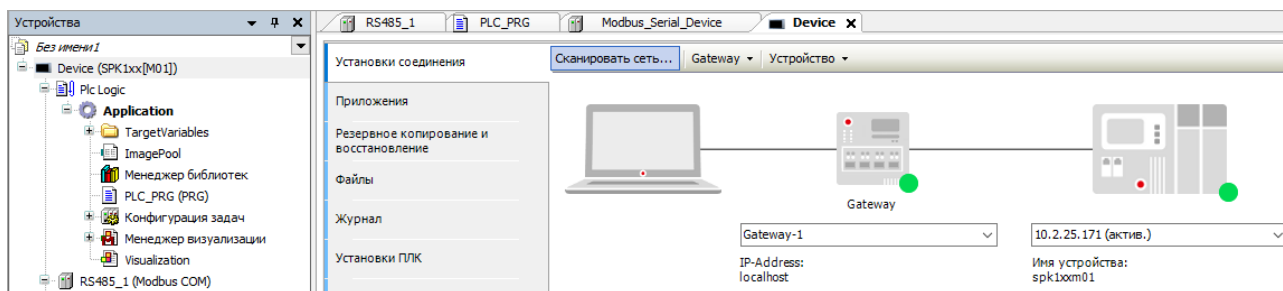 Устройства
Без имени1
Device (SPK1xx[M01])
Plc Logic
Application
TargetVariables
ImagePool
Менеджер библиотек
PLC_PRG (PRG)
Конфигурация задач
Менеджер визуализации
Visualization
RS485_1 (Modbus COM)
RS485_1
PLC_PRG
Modbus_Serial_Device
Device
Установки соединения
Приложения
Резервное копирование и
восстановление
Файлы
Журнал
Установки ПЛК
Сканировать сеть...
Gateway
Устройство
Gateway
Gateway-1
IP-Address:
localhost
10.2.25.171 (актив.)
Имя устройства:
spk1xxm01